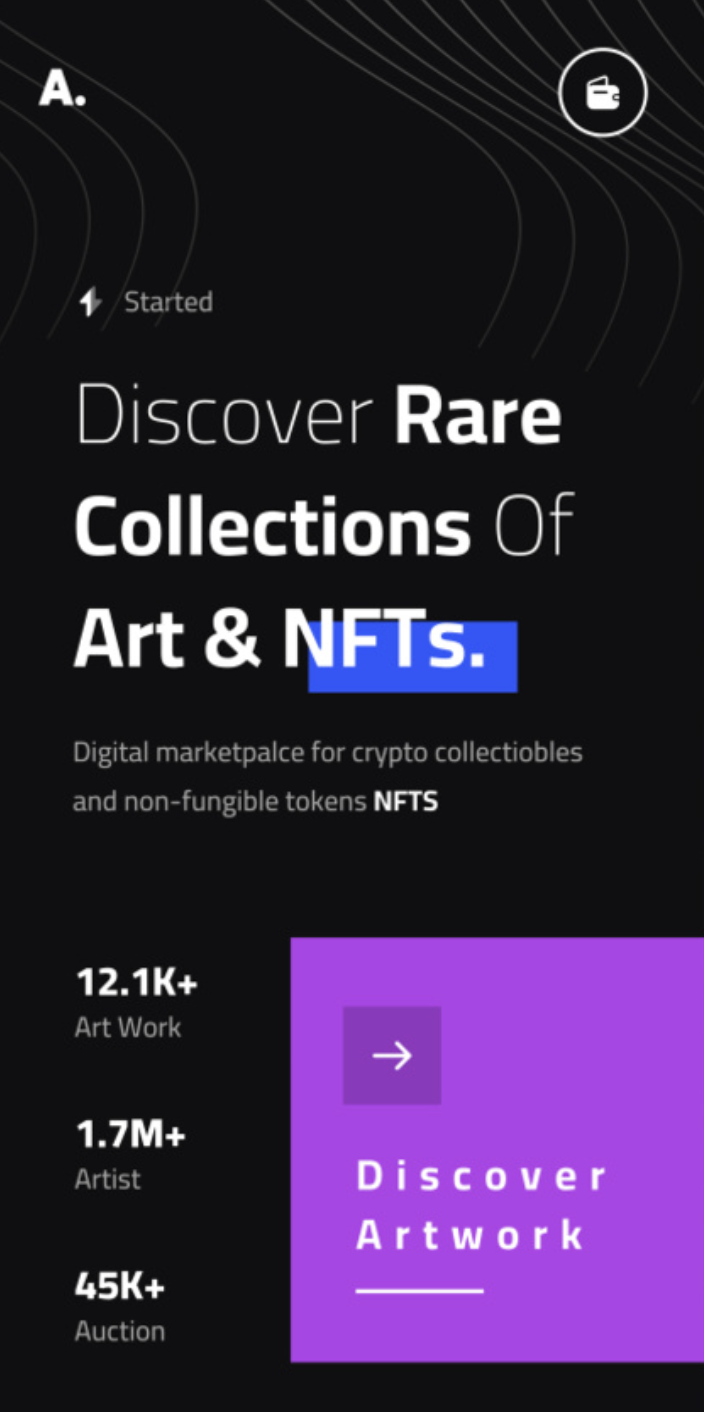 A.
Started
Discover Rare
Collections Of
Art & NFTs.
Digital marketpalce for crypto collectiobles
and non-fungible tokens NFTS
12.1K+
Art Work
1.7M+
Artist
45K+
Auction
Discover
Artwork